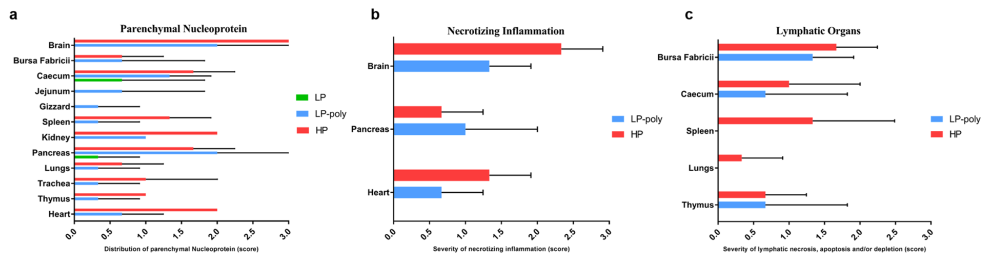 a
Parenchymal Nucleoprotein
Brain
Bursa Fabricii
Caecum
Jejunum
Gizzard
Spleen
Kidney
Pancreas
Lungs
Trachea
Thymus
Heart
LP
LP-poly
HP
0.0 0.5 1.0 1.5 2.0 2.5 3.0
Distribution of parenchymal Nucleoprotein (score)
b
Necrotizing Inflammation
Brain
Pancreas
Heart
LP-poly
HP
0.0 0.5 1.0 1.5 2.0 2.5 3.0
Severity of necrotizing inflammation (score)
c
Lymphatic Organs
Bursa Fabricii
Caecum
Spleen
Lungs
Thymus
LP-poly
HP
0.0 0.5 1.0 1.5 2.0 2.5 3.0
Severity of lymphatic necrosis, apoptosis and/or depletion (score)